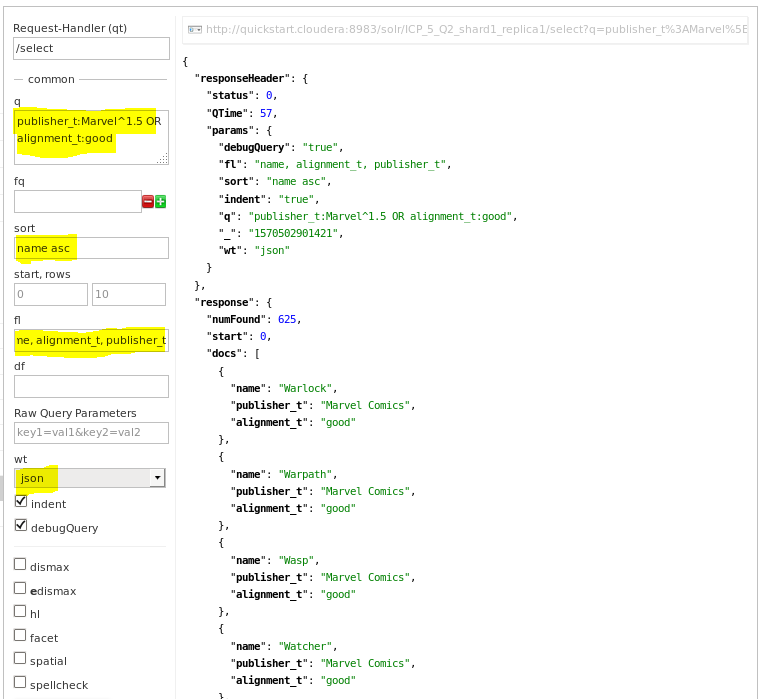 Request-Handler (qt)
/select
common
q
publisher_t:Marvel^1.5 OR
alignment_t:good
fq
sort
name asc
start, rows
0 10
fl
me, alignment_t, publisher_t
df
Raw Query Parameters
key1=val1&key2=val2
wt
json
indent
debugQuery
dismax
edismax
hl
facet
spatial
spellcheck
http://quickstart.cloudera:8983/solr/ICP_5_Q2_shard1_replica1/select?q=publisher_t%3AMarvel%5E
{
"responseHeader": {
"status": 0,
"QTime": 57,
"params": {
"debugQuery": "true",
"fl": "name, alignment_t, publisher_t",
"sort": "name asc",
"indent": "true",
"q": "publisher_t:Marvel^1.5 OR alignment_t:good",
"_": "1570502901421",
"wt": "json"
}
},
"response": {
"numFound": 625,
"start": 0,
"docs": [
{
"name": "Warlock",
"publisher_t": "Marvel Comics",
"alignment_t": "good"
},
{
"name": "Warpath",
"publisher_t": "Marvel Comics",
"alignment_t": "good"
},
{
"name": "Wasp",
"publisher_t": "Marvel Comics",
"alignment_t": "good"
},
{
"name": "Watcher",
"publisher_t": "Marvel Comics",
"alignment_t": "good"
},